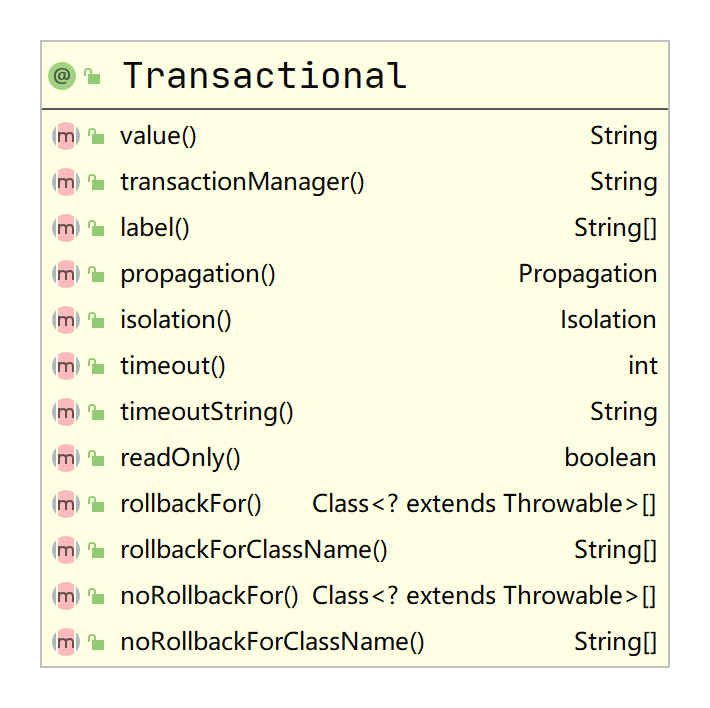 @ Transactional
m value() String
m transactionManager() String
m label() String[]
m propagation() Propagation
m isolation() Isolation
m timeout() int
m timeoutString() String
m readOnly() boolean
m rollbackFor() Class<? extends Throwable>[]
m rollbackForClassName() String[]
m noRollbackFor() Class<? extends Throwable>[]
m noRollbackForClassName() String[]